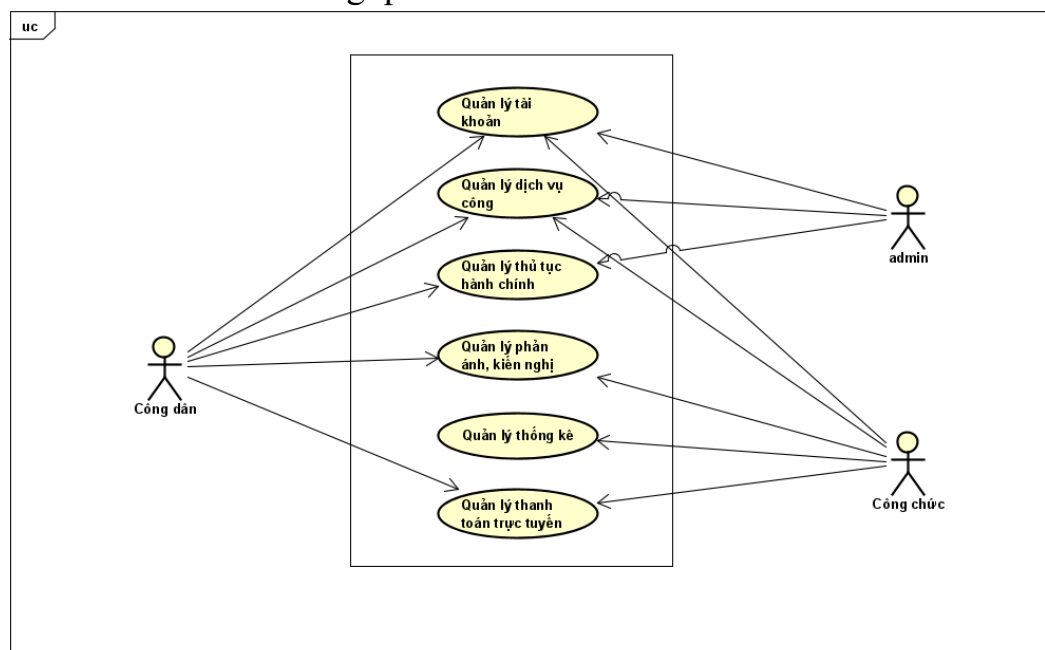 uc
Quản lý tài
khoản
Quản lý dịch vụ
công
admin
Quản lý thủ tục
hành chính
Quản lý phản
ánh, kiến nghị
Công dân
Quản lý thống kê
Công chức
Quản lý thanh
toán trực tuyến